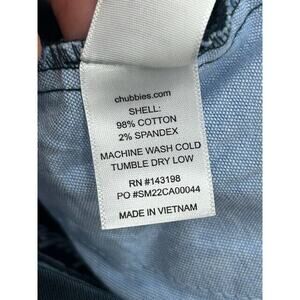 chubbies.com
SHELL:
98% COTTON
2% SPANDEX
MACHINE WASH COLD
TUMBLE DRY LOW
RN #143198
PO #SM22CA00044
MADE IN VIETNAM